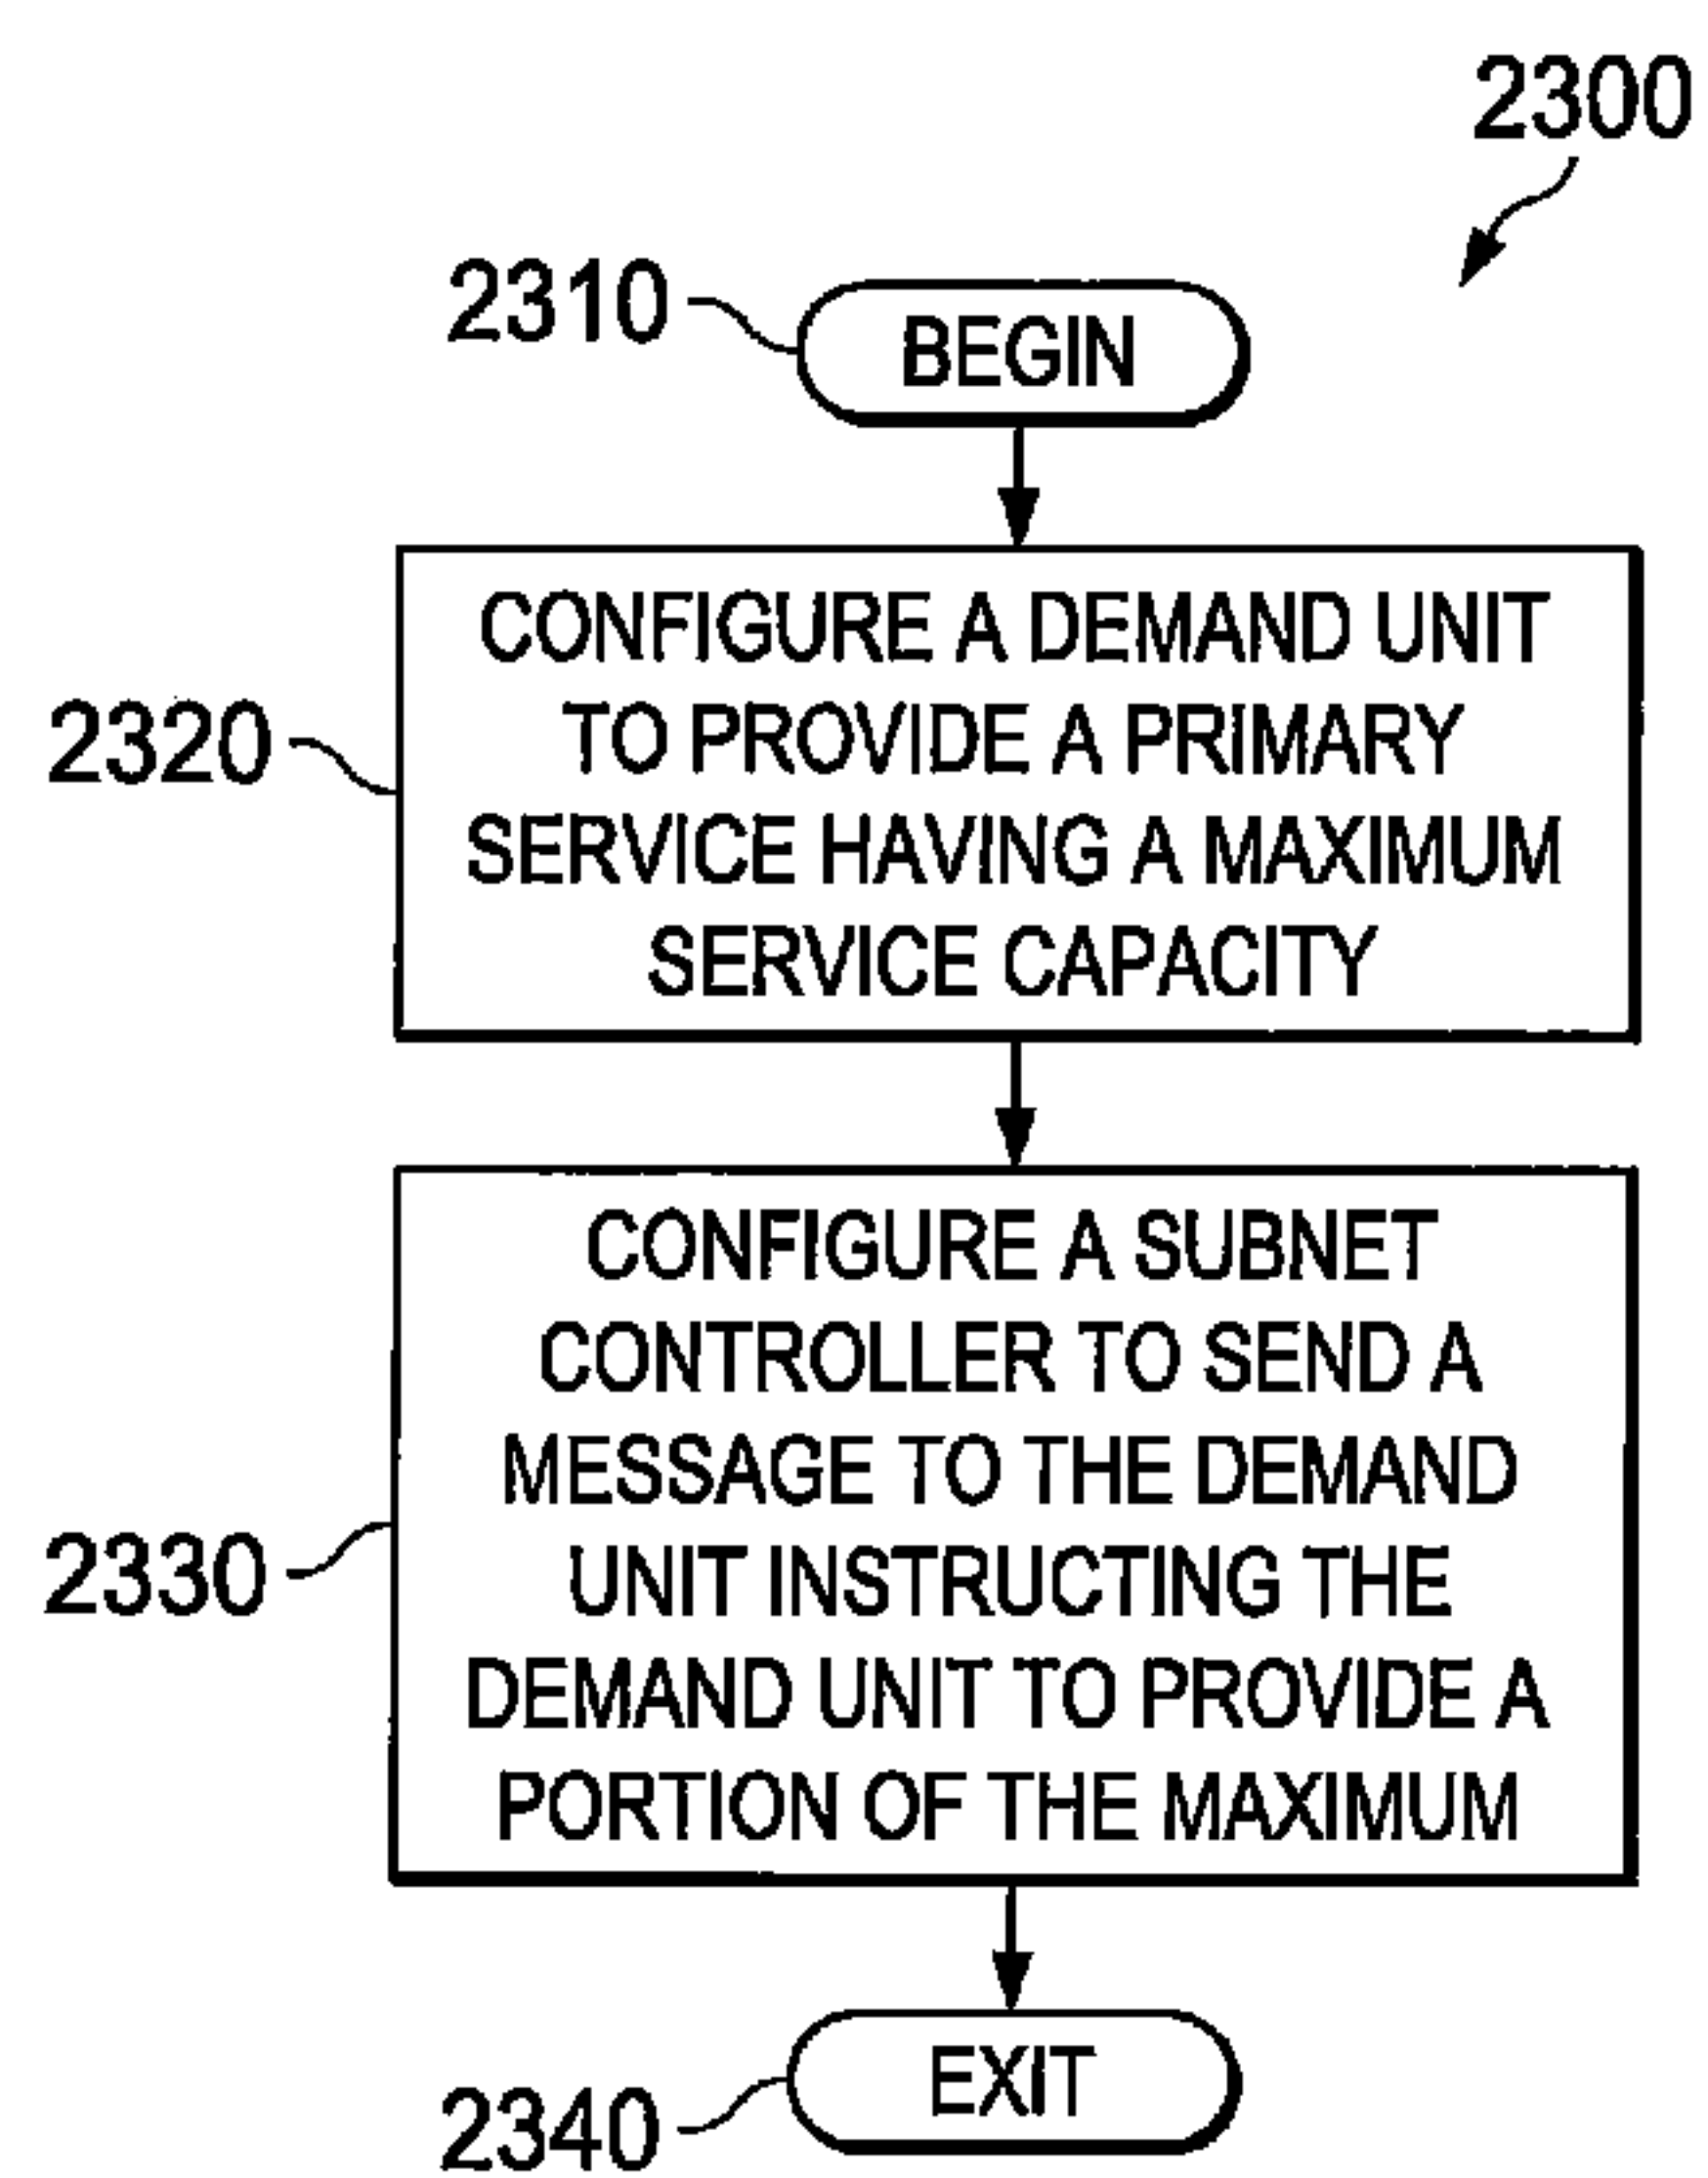 2300
2310
BEGIN
2320
CONFIGURE A DEMAND UNIT
TO PROVIDE A PRIMARY
SERVICE HAVING A MAXIMUM
SERVICE CAPACITY
2330
CONFIGURE A SUBNET
CONTROLLER TO SEND A
MESSAGE TO THE DEMAND
UNIT INSTRUCTING THE
DEMAND UNIT TO PROVIDE A
PORTION OF THE MAXIMUM
2340
EXIT